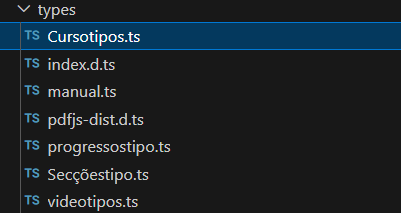 types
TS Cursotipos.ts
TS index.d.ts
TS manual.ts
TS pdfjs-dist.d.ts
TS progressostipo.ts
TS Secçõestipo.ts
TS videotipos.ts